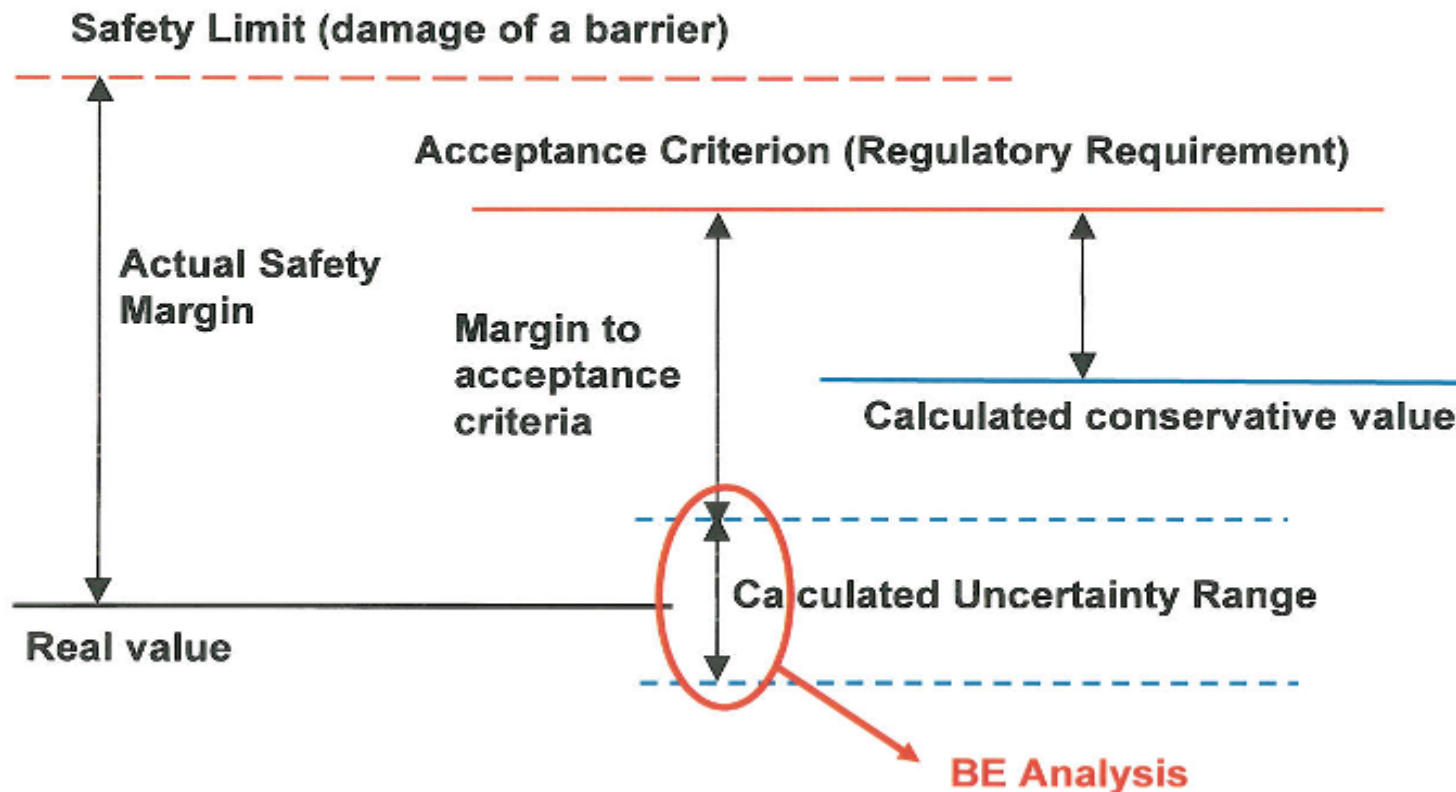 Safety Limit (damage of a barrier)
Acceptance Criterion (Regulatory Requirement)
Actual Safety
Margin
Margin to
acceptance
criteria
Calculated conservative value
Calculated Uncertainty Range
Real value
BE Analysis